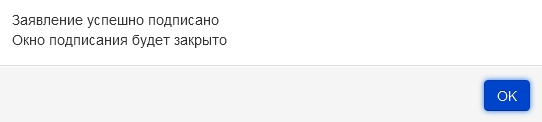 Заявление успешно подписано
Окно подписания будет закрыто
OK